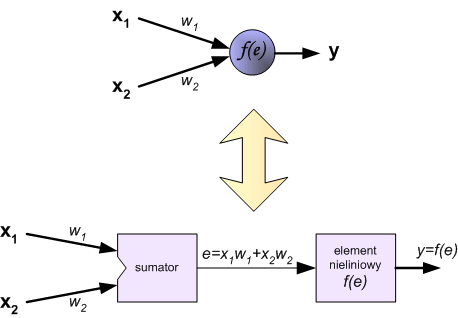 x₁ w₁
f(e) y
x₂ w₂
x₁ w₁
sumator
e=x₁w₁+x₂w₂
element
nieliniowy
f(e)
y=f(e)
x₂ w₂